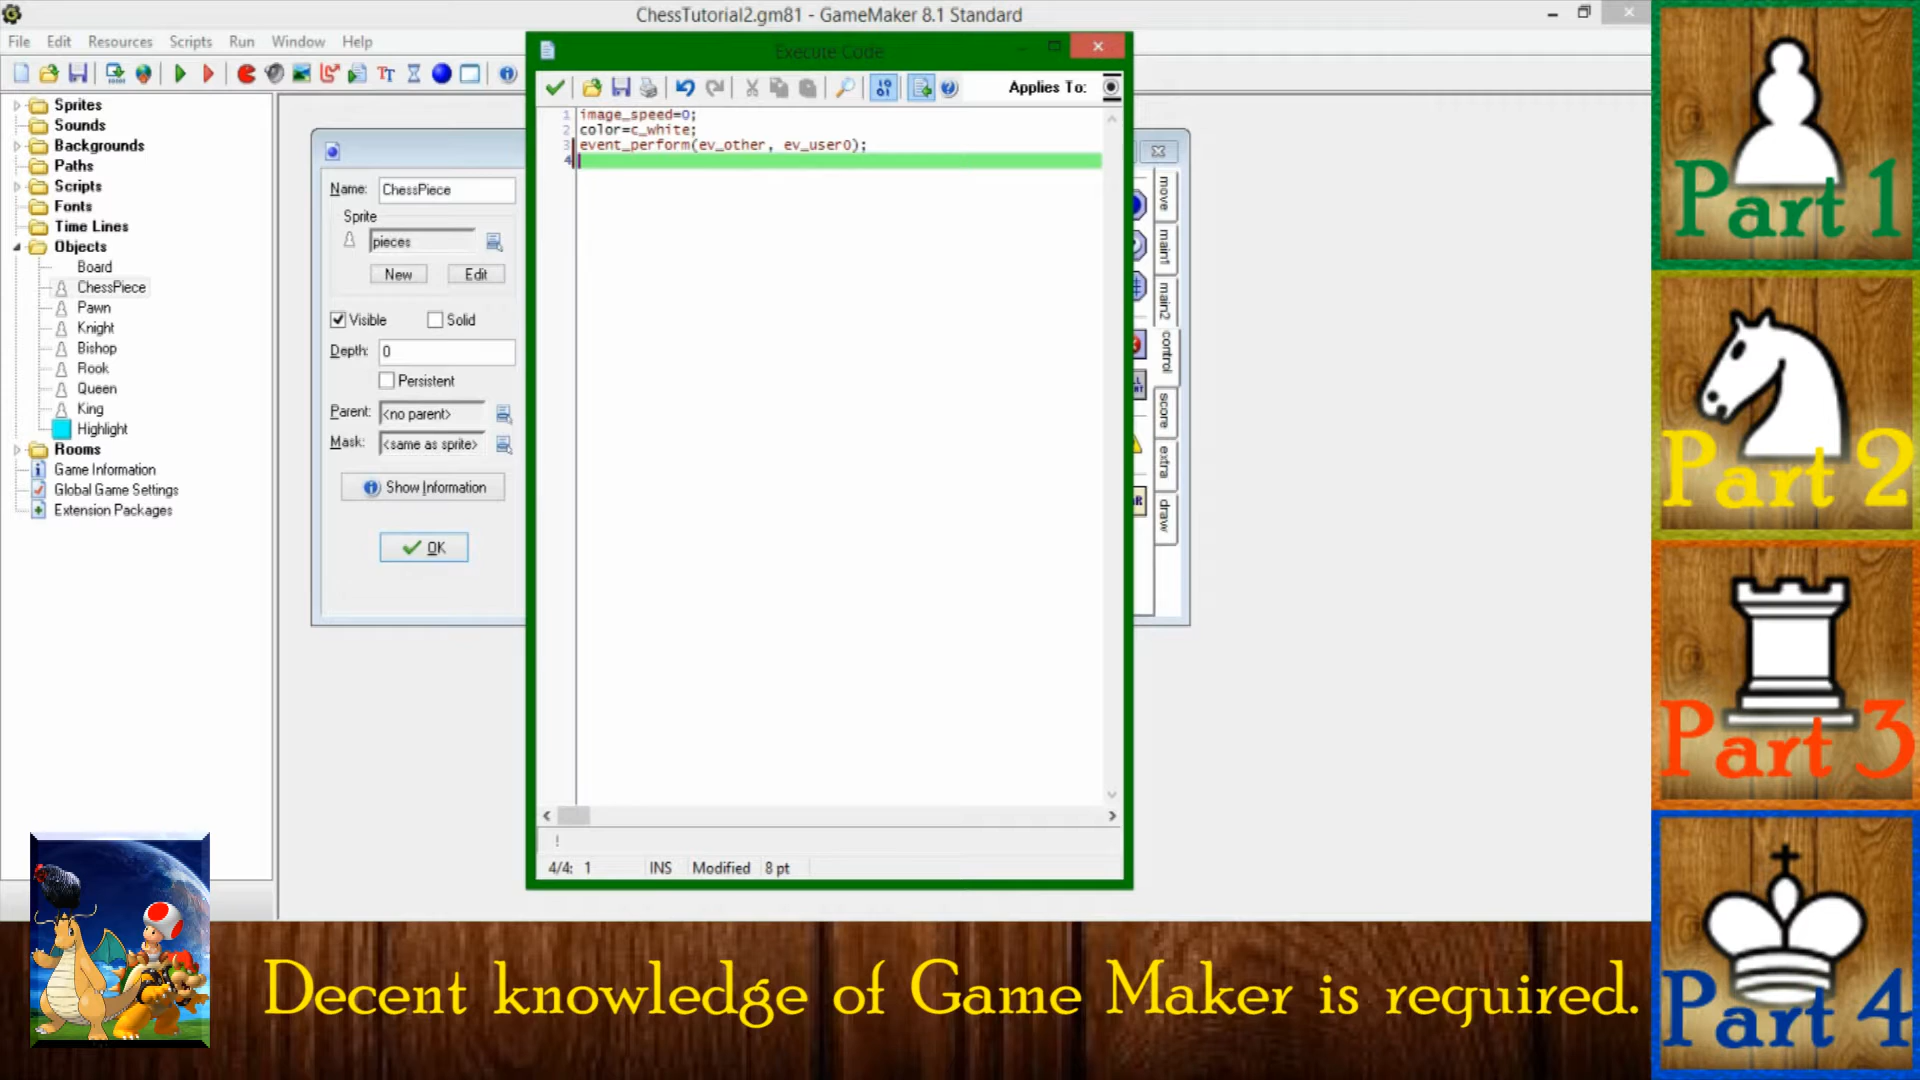 ChessTutorial2.gm81 - GameMaker 8.1 Standard
File Edit Resources Scripts Run Window Help
Execute Code
Applies To:
Sprites
Sounds
Backgrounds
Paths
Scripts
Fonts
Time Lines
Objects
Board
ChessPiece
Pawn
Knight
Bishop
Rook
Queen
King
Highlight
Rooms
Game Information
Global Game Settings
Extension Packages
Name: ChessPiece
Sprite
pieces
New Edit
Visible Solid
Depth: 0
Persistent
Parent: <no parent>
Mask: <same as sprite>
Show Information
OK
1 image_speed=0;
2 color=c_white;
3 event_perform(ev_other, ev_user0);
4
!
4/4: 1 INS Modified 8 pt
move
main1
main2
control
score
extra
draw
Part 1
Part 2
Part 3
Part 4
Decent knowledge of Game Maker is required.